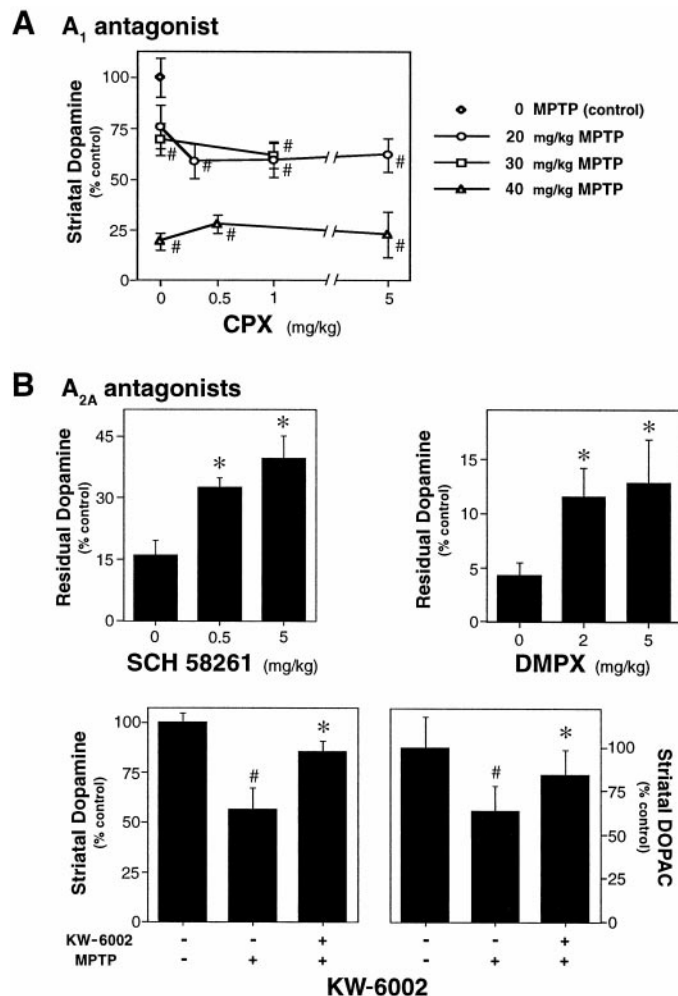 A A1 antagonist
Striatal Dopamine
(% control)
100
75
50
25
0
#
#
#
#
#
#
#
#
0 0.5 1 5
CPX (mg/kg)
0 MPTP (control)
20 mg/kg MPTP
30 mg/kg MPTP
40 mg/kg MPTP
B A2A antagonists
Residual Dopamine
(% control)
45
30
15
0
* *
0 0.5 5
SCH 58261 (mg/kg)
Residual Dopamine
(% control)
15
10
5
0
* *
0 2 5
DMPX (mg/kg)
Striatal Dopamine
(% control)
100
75
50
25
0
# *
# *
100
75
50
25
0
Striatal DOPAC
(% control)
KW-6002 - - + - - +
MPTP - + + - + +
KW-6002